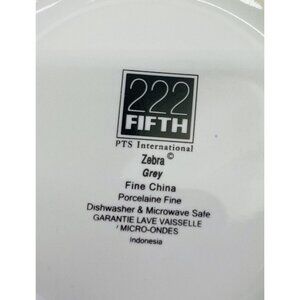 222
FIFTH
PTS International
Zebra ©
Grey
Fine China
Porcelaine Fine
Dishwasher & Microwave Safe
GARANTIE LAVE VAISSELLE
/ MICRO-ONDES
Indonesia